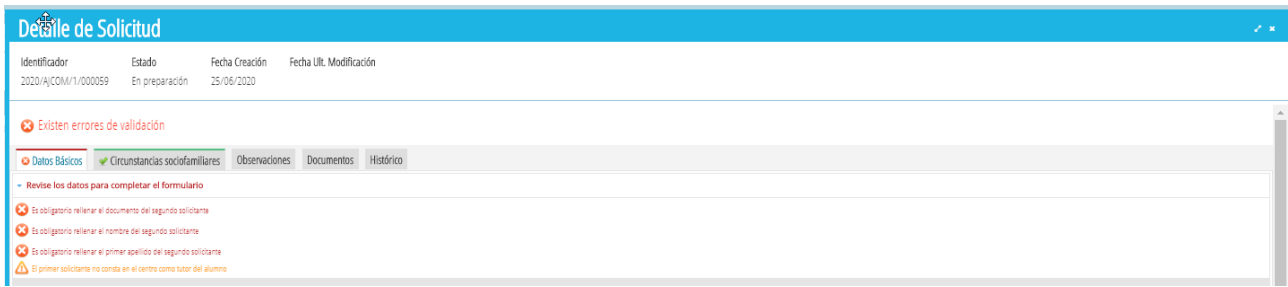 Detalle de Solicitud
Identificador Estado Fecha Creación Fecha Ult. Modificación
2020/AJCOM/1/000059 En preparación 25/06/2020
Existen errores de validación
Datos Básicos Circunstancias sociofamiliares Observaciones Documentos Histórico
Revise los datos para completar el formulario
Es obligatorio rellenar el documento del segundo solicitante
Es obligatorio rellenar el nombre del segundo solicitante
Es obligatorio rellenar el primer apellido del segundo solicitante
El primer solicitante no consta en el centro como tutor del alumno